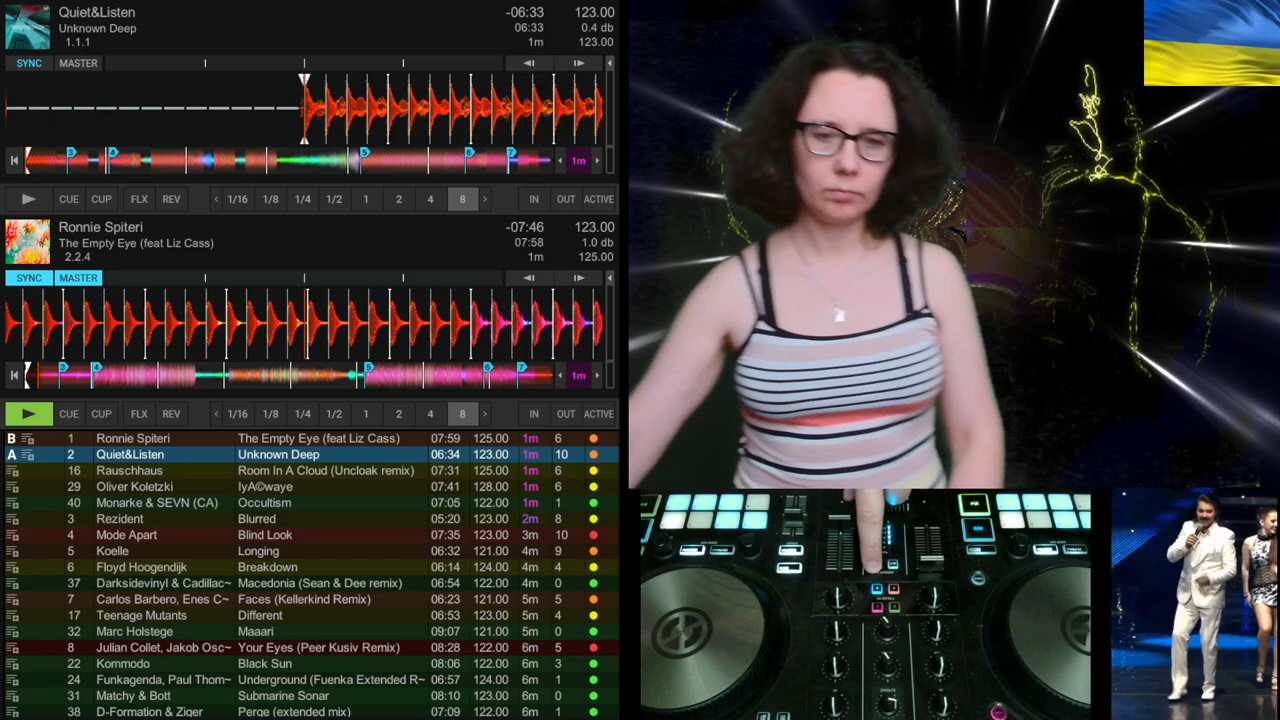 Quiet&Listen -06:33 123.00
Unknown Deep 06:33 0.4 db
1.1.1 1m 123.00
SYNC MASTER
3 4 5 6 7 1m
CUE CUP FLX REV 1/16 1/8 1/4 1/2 1 2 4 8 IN OUT ACTIVE
Ronnie Spiteri -07:46 123.00
The Empty Eye (feat Liz Cass) 07:58 1.0 db
2.2.4 1m 125.00
SYNC MASTER
3 4 5 6 7 1m
CUE CUP FLX REV 1/16 1/8 1/4 1/2 1 2 4 8 IN OUT ACTIVE
B 1 Ronnie Spiteri The Empty Eye (feat Liz Cass) 07:59 125.00 1m 6
A 2 Quiet&Listen Unknown Deep 06:34 123.00 1m 10
16 Rauschhaus Room In A Cloud (Uncloak remix) 07:31 125.00 1m 6
29 Oliver Koletzki IyA©waye 07:41 128.00 1m 6
40 Monarke & SEVN (CA) Occultism 07:05 122.00 1m 1
3 Rezident Blurred 05:20 123.00 2m 8
4 Mode Apart Blind Look 07:35 123.00 3m 10
5 Koelle Longing 06:32 121.00 4m 9
6 Floyd Hoogendijk Breakdown 06:14 124.00 4m 4
37 Darksidevinyl & Cadillac~ Macedonia (Sean & Dee remix) 06:54 122.00 4m 0
7 Carlos Barbero, Enes C~ Faces (Kellerkind Remix) 06:23 121.00 5m 5
17 Teenage Mutants Different 06:53 123.00 5m 4
32 Marc Holstege Maaari 09:07 121.00 5m 0
8 Julian Collet, Jakob Osc~ Your Eyes (Peer Kusiv Remix) 08:28 122.00 6m 5
22 Kommodo Black Sun 08:06 122.00 6m 3
24 Funkagenda, Paul Thom~ Underground (Fuenka Extended R~ 06:57 124.00 6m 1
31 Matchy & Bott Submarine Sonar 08:10 123.00 6m 0
38 D-Formation & Ziger Perge (extended mix) 07:09 122.00 6m 1